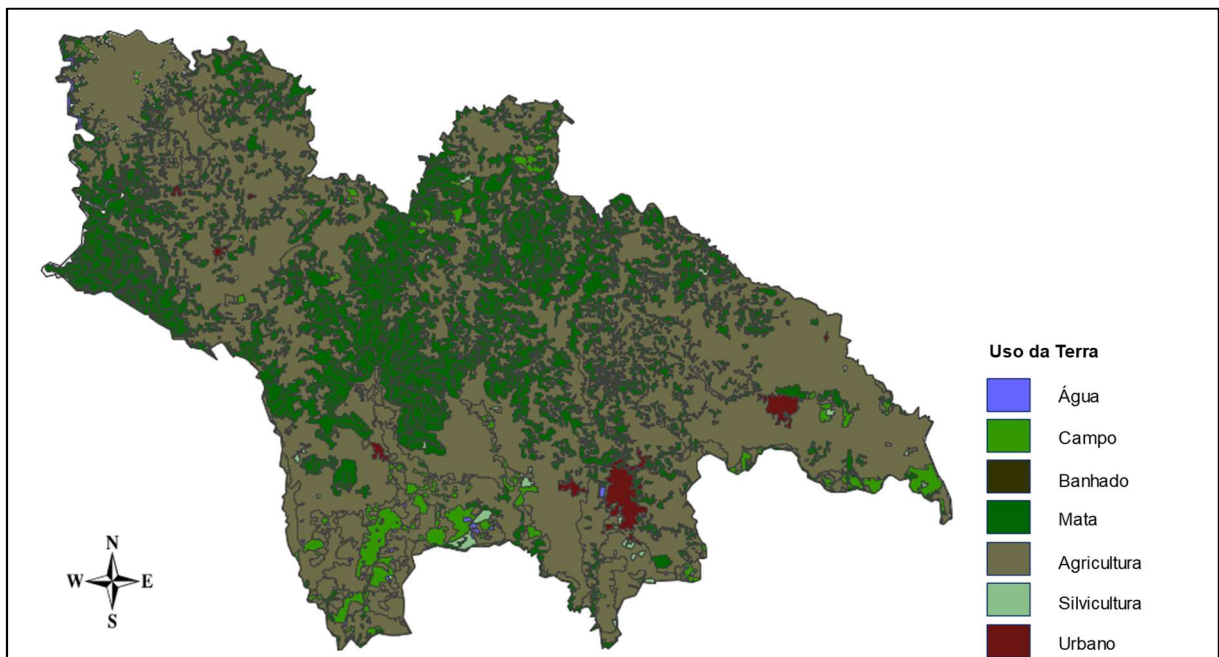 Uso da Terra
Água
Campo
Banhado
Mata
Agricultura
Silvicultura
Urbano
N
W E
S